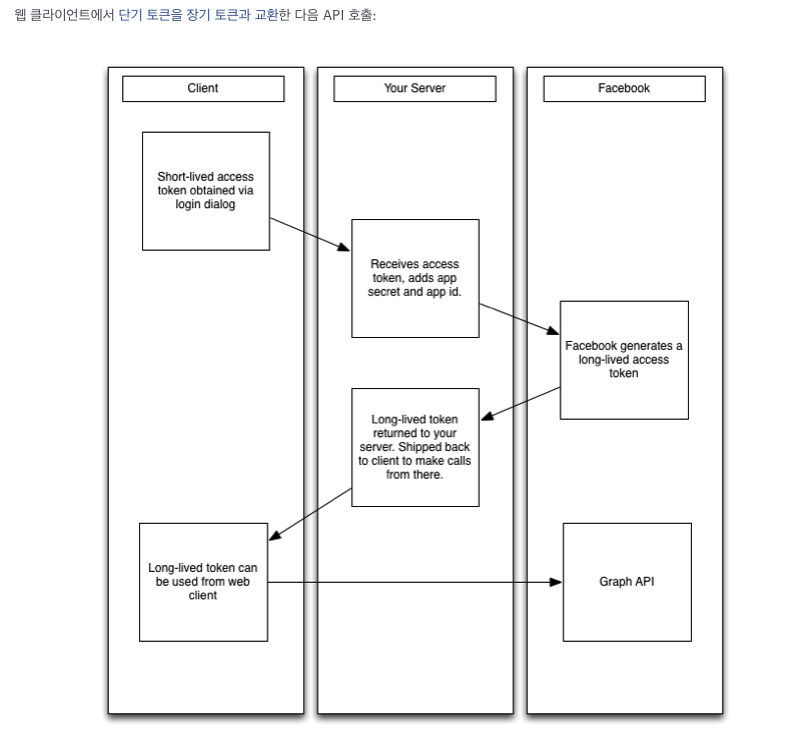 웹 클라이언트에서 단기 토큰을 장기 토큰과 교환한 다음 API 호출:
Client
Your Server
Facebook
Short-lived access
token obtained via
login dialog
Receives access
token, adds app
secret and app id.
Facebook generates a
long-lived access
token
Long-lived token
returned to your
server. Shipped back
to client to make calls
from there.
Long-lived token can
be used from web
client
Graph API